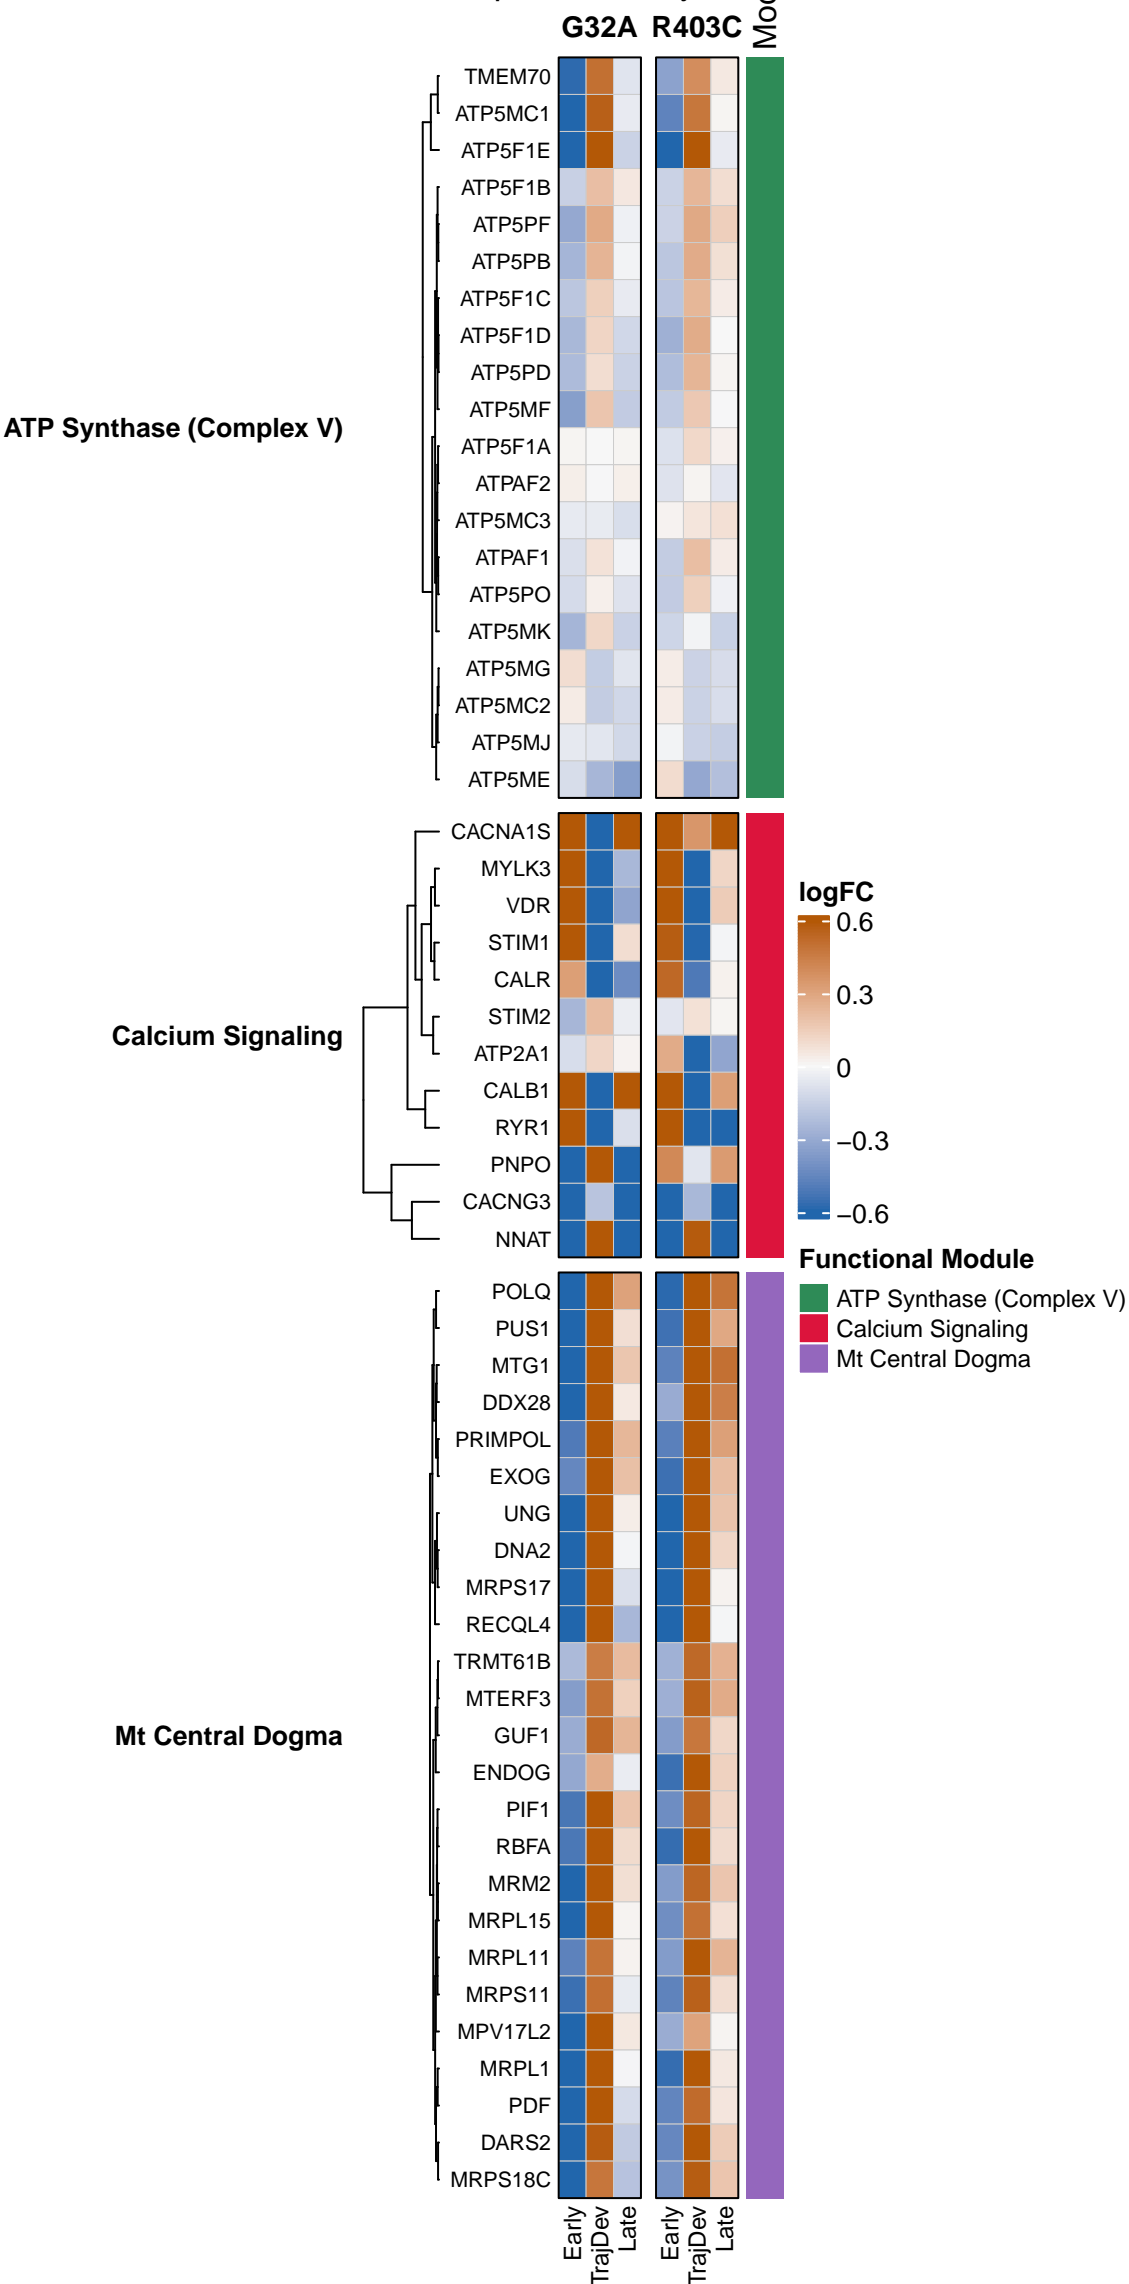 G32A R403C
TMEM70
ATP5MC1
ATP5F1E
ATP5F1B
ATP5PF
ATP5PB
ATP5F1C
ATP5F1D
ATP5PD
ATP5MF
ATP Synthase (Complex V)
ATP5F1A
ATPAF2
ATP5MC3
ATPAF1
ATP5PO
ATP5MK
ATP5MG
ATP5MC2
ATP5MJ
ATP5ME
CACNA1S
MYLK3
VDR
STIM1
CALR
STIM2
Calcium Signaling
ATP2A1
CALB1
RYR1
PNPO
CACNG3
NNAT
logFC
0.6
0.3
0
−0.3
−0.6
Functional Module
ATP Synthase (Complex V)
Calcium Signaling
Mt Central Dogma
POLQ
PUS1
MTG1
DDX28
PRIMPOL
EXOG
UNG
DNA2
MRPS17
RECQL4
TRMT61B
MTERF3
GUF1
Mt Central Dogma
ENDOG
PIF1
RBFA
MRM2
MRPL15
MRPL11
MRPS11
MPV17L2
MRPL1
PDF
DARS2
MRPS18C
Early
TrajDev
Late
Early
TrajDev
Late